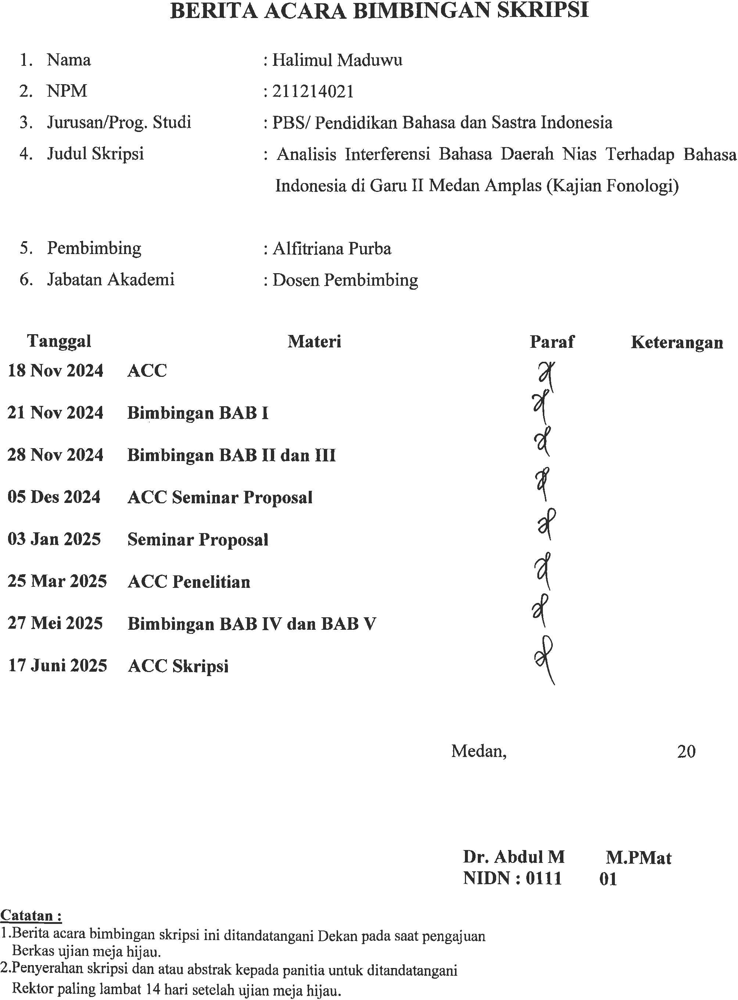 BERITA ACARA BIMBINGAN SKRIPSI
1. Nama : Halimul Maduwu
2. NPM : 211214021
3. Jurusan/Prog. Studi : PBS/ Pendidikan Bahasa dan Sastra Indonesia
4. Judul Skripsi : Analisis Interferensi Bahasa Daerah Nias Terhadap Bahasa
Indonesia di Garu II Medan Amplas (Kajian Fonologi)
5. Pembimbing : Alfitriana Purba
6. Jabatan Akademi : Dosen Pembimbing
Tanggal Materi Paraf Keterangan
18 Nov 2024 ACC
21 Nov 2024 Bimbingan BAB I
28 Nov 2024 Bimbingan BAB II dan III
05 Des 2024 ACC Seminar Proposal
03 Jan 2025 Seminar Proposal
25 Mar 2025 ACC Penelitian
27 Mei 2025 Bimbingan BAB IV dan BAB V
17 Juni 2025 ACC Skripsi
Medan, 20
Dr. Abdul M M.PMat
NIDN : 0111 01
Catatan :
1.Berita acara bimbingan skripsi ini ditandatangani Dekan pada saat pengajuan
Berkas ujian meja hijau.
2.Penyerahan skripsi dan atau abstrak kepada panitia untuk ditandatangani
Rektor paling lambat 14 hari setelah ujian meja hijau.